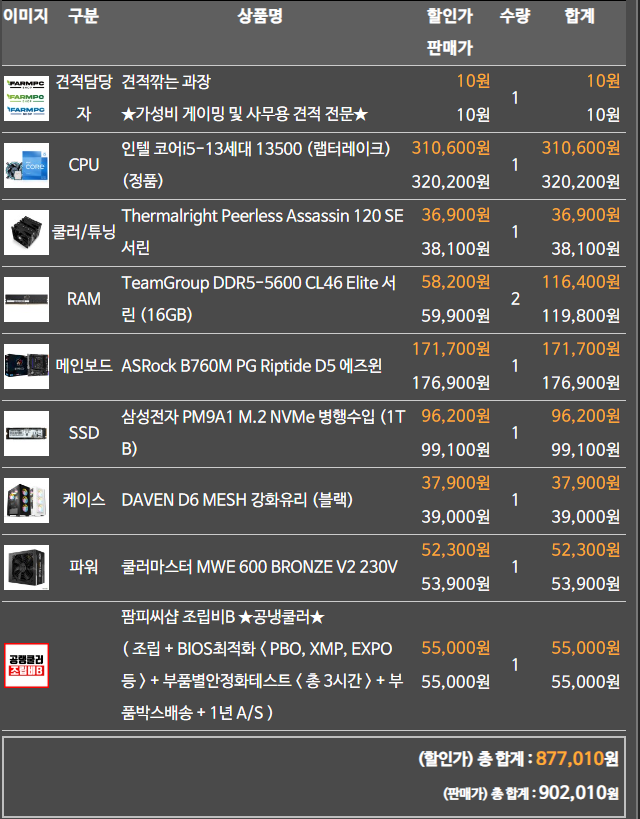 이미지 구분 상품명 할인가 수량 합계
판매가
견적담당 견적깎는 과장 10원 10원
자 ★가성비 게이밍 및 사무용 견적 전문★ 10원 1 10원
FARMPC
FARMPC
FARMPC
CPU 인텔 코어i5-13세대 13500 (랩터레이크) 310,600원 1 310,600원
(정품) 320,200원 320,200원
쿨러/튜닝 Thermalright Peerless Assassin 120 SE 36,900원 1 36,900원
서린 38,100원 38,100원
RAM TeamGroup DDR5-5600 CL46 Elite 서 58,200원 2 116,400원
린 (16GB) 59,900원 119,800원
메인보드 ASRock B760M PG Riptide D5 에즈윈 171,700원 1 171,700원
176,900원 176,900원
SSD 삼성전자 PM9A1 M.2 NVMe 병행수입 (1T 96,200원 1 96,200원
B) 99,100원 99,100원
케이스 DAVEN D6 MESH 강화유리 (블랙) 37,900원 1 37,900원
39,000원 39,000원
파워 쿨러마스터 MWE 600 BRONZE V2 230V 52,300원 1 52,300원
53,900원 53,900원
팜피씨샵 조립비B ★공냉쿨러★
( 조립 + BIOS최적화 < PBO, XMP, EXPO 55,000원 1 55,000원
등 > + 부품별안정화테스트 < 총 3시간 > + 부 55,000원 55,000원
품박스배송 + 1년 A/S )
공랭쿨러
조립비B
(할인가) 총 합계 : 877,010원
(판매가) 총 합계 : 902,010원